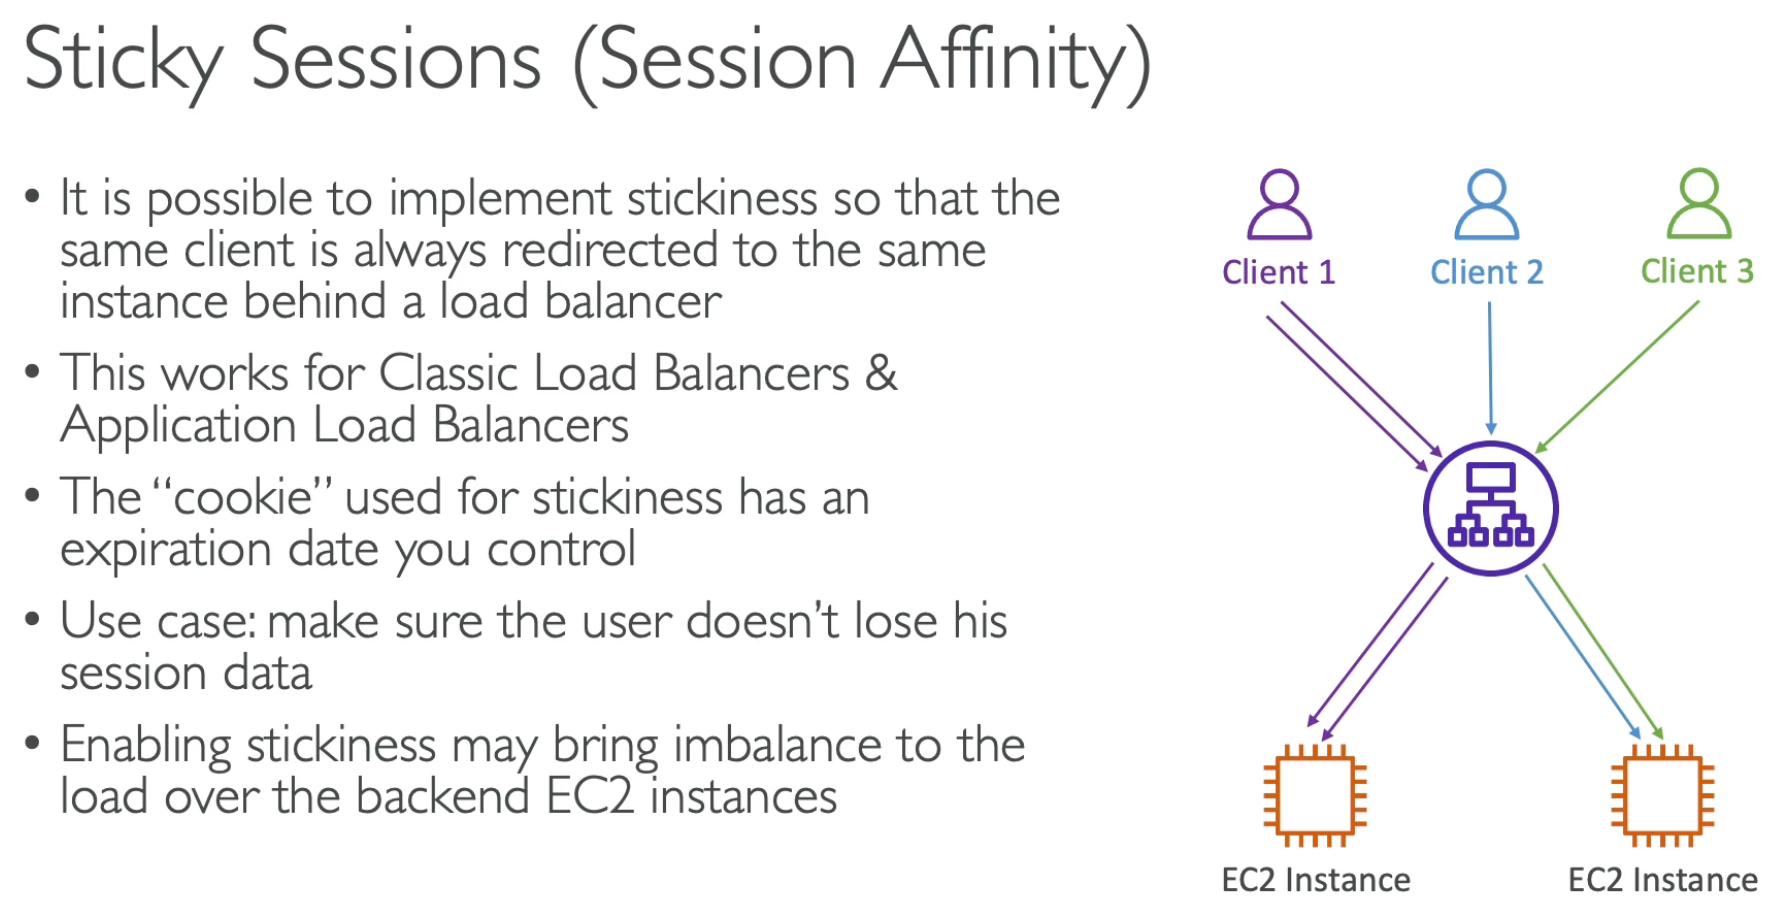 Sticky Sessions (Session Affinity)
• It is possible to implement stickiness so that the
same client is always redirected to the same
instance behind a load balancer
• This works for Classic Load Balancers &
Application Load Balancers
• The “cookie” used for stickiness has an
expiration date you control
• Use case: make sure the user doesn’t lose his
session data
• Enabling stickiness may bring imbalance to the
load over the backend EC2 instances
Client 1
Client 2
Client 3
EC2 Instance
EC2 Instance